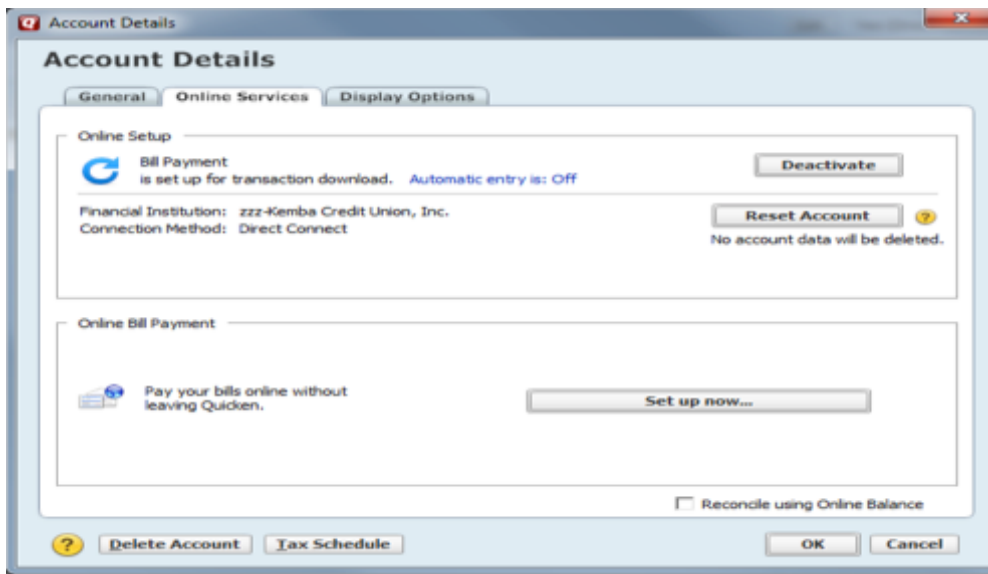 Account Details
Account Details
General Online Services Display Options
Online Setup
Bill Payment
is set up for transaction download. Automatic entry is: Off
Deactivate
Financial Institution: zzz-Kemba Credit Union, Inc.
Connection Method: Direct Connect
Reset Account ?
No account data will be deleted.
Online Bill Payment
Pay your bills online without
leaving Quicken.
Set up now...
Reconcile using Online Balance
? Delete Account Tax Schedule OK Cancel